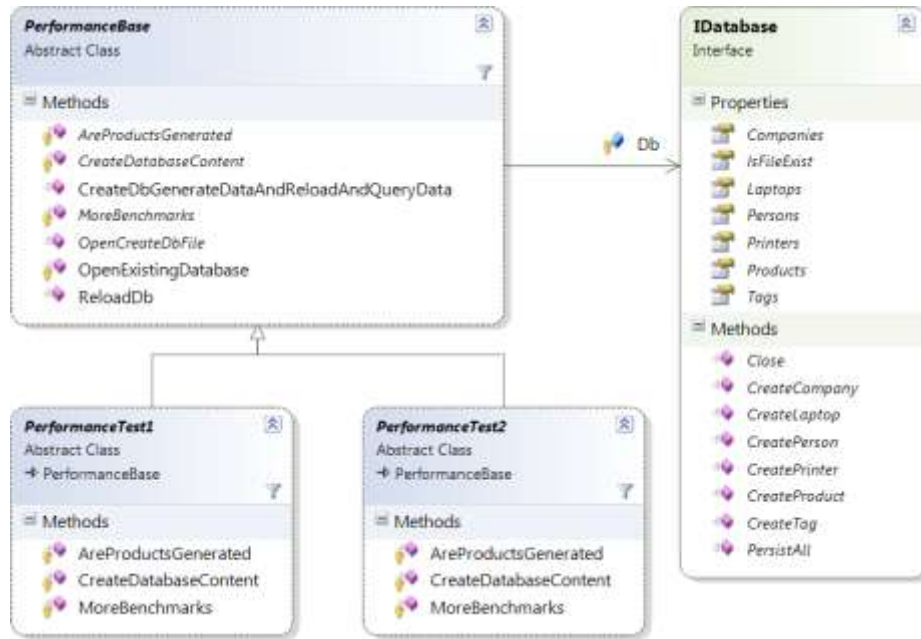 PerformanceBase
Abstract Class
Methods
AreProductsGenerated
CreateDatabaseContent
CreateDbGenerateDataAndReloadAndQueryData
MoreBenchmarks
OpenCreateDbFile
OpenExistingDatabase
ReloadDb
Db
IDatabase
Interface
Properties
Companies
IsFileExist
Laptops
Persons
Printers
Products
Tags
Methods
Close
CreateCompany
CreateLaptop
CreatePerson
CreatePrinter
CreateProduct
CreateTag
PersistAll
PerformanceTest1
Abstract Class
PerformanceBase
Methods
AreProductsGenerated
CreateDatabaseContent
MoreBenchmarks
PerformanceTest2
Abstract Class
PerformanceBase
Methods
AreProductsGenerated
CreateDatabaseContent
MoreBenchmarks